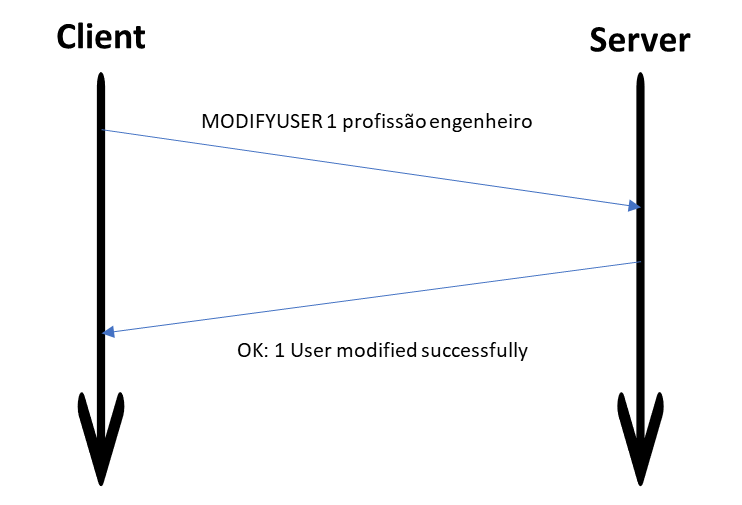 Client
Server
MODIFYUSER 1 profissão engenheiro
OK: 1 User modified successfully